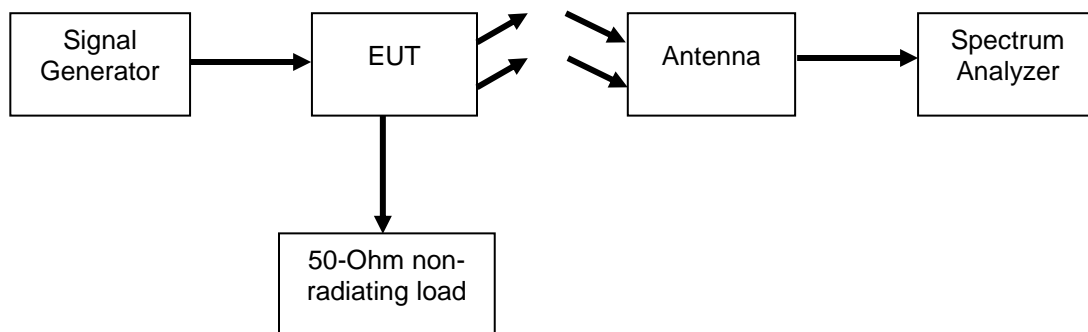 Signal
Generator
EUT
Antenna
Spectrum
Analyzer
50-Ohm non-
radiating load